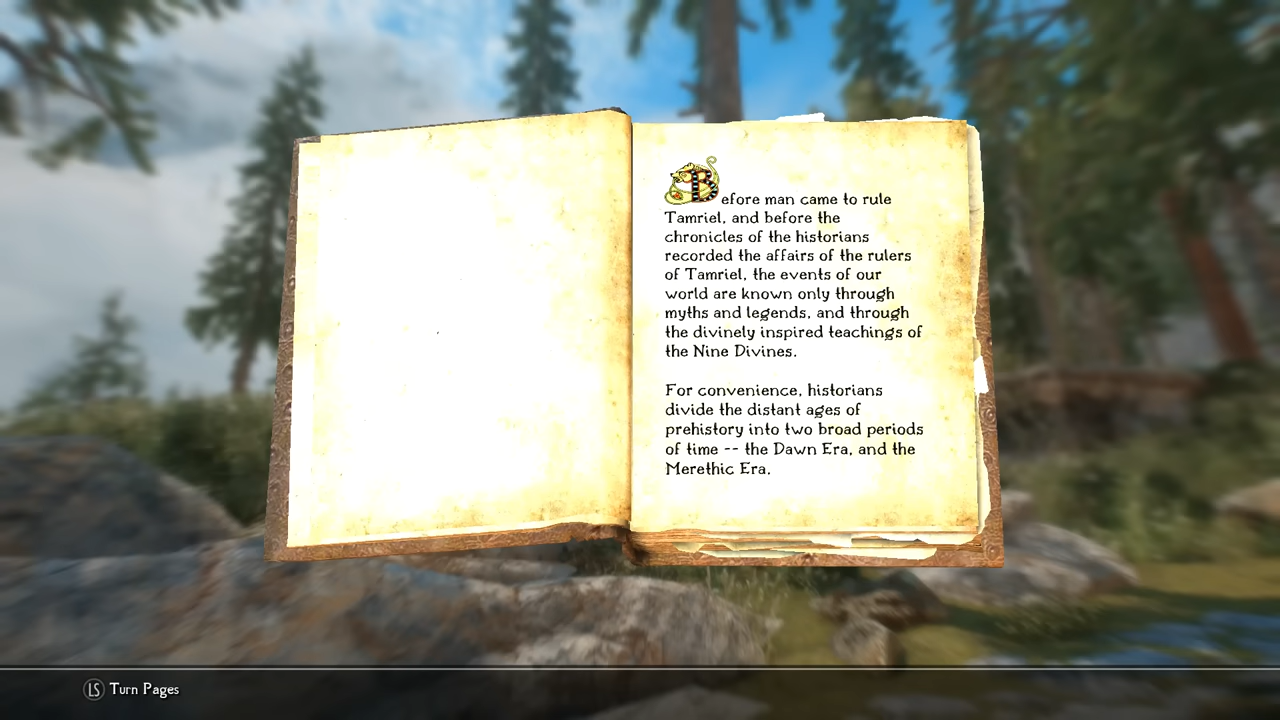 Before man came to rule
Tamriel, and before the
chronicles of the historians
recorded the affairs of the rulers
of Tamriel, the events of our
world are known only through
myths and legends, and through
the divinely inspired teachings of
the Nine Divines.
For convenience, historians
divide the distant ages of
prehistory into two broad periods
of time -- the Dawn Era, and the
Merethic Era.
LS Turn Pages